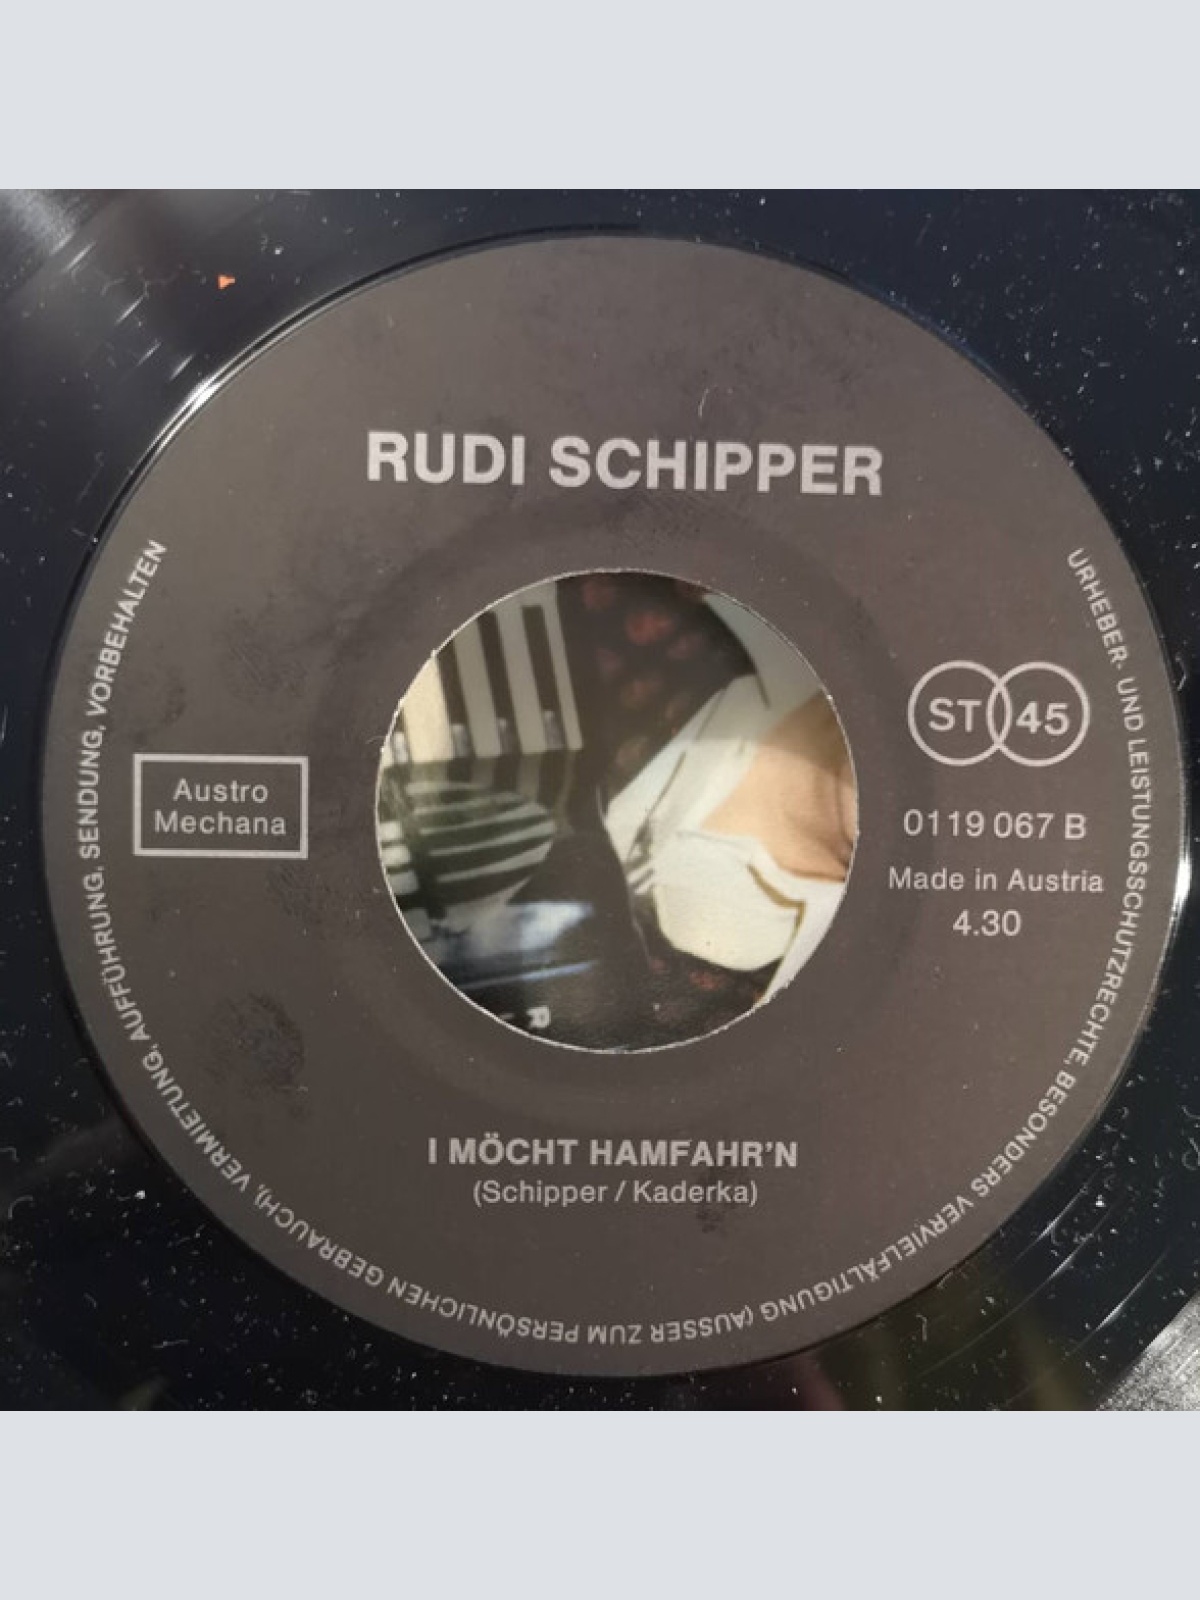 RUDI SCHIPPER
ST 45
0119 067 B
Made in Austria
4.30
Austro
Mechana
I MÖCHT HAMFAHR'N
(Schipper / Kaderka)
URHEBER- UND LEISTUNGSSCHUTZRECHTE, BESONDERS VERVIELFÄLTIGUNG (AUSSER ZUM PERSÖNLICHEN GEBRAUCH), VERMIETUNG, AUFFÜHRUNG, SENDUNG, VORBEHALTEN
R